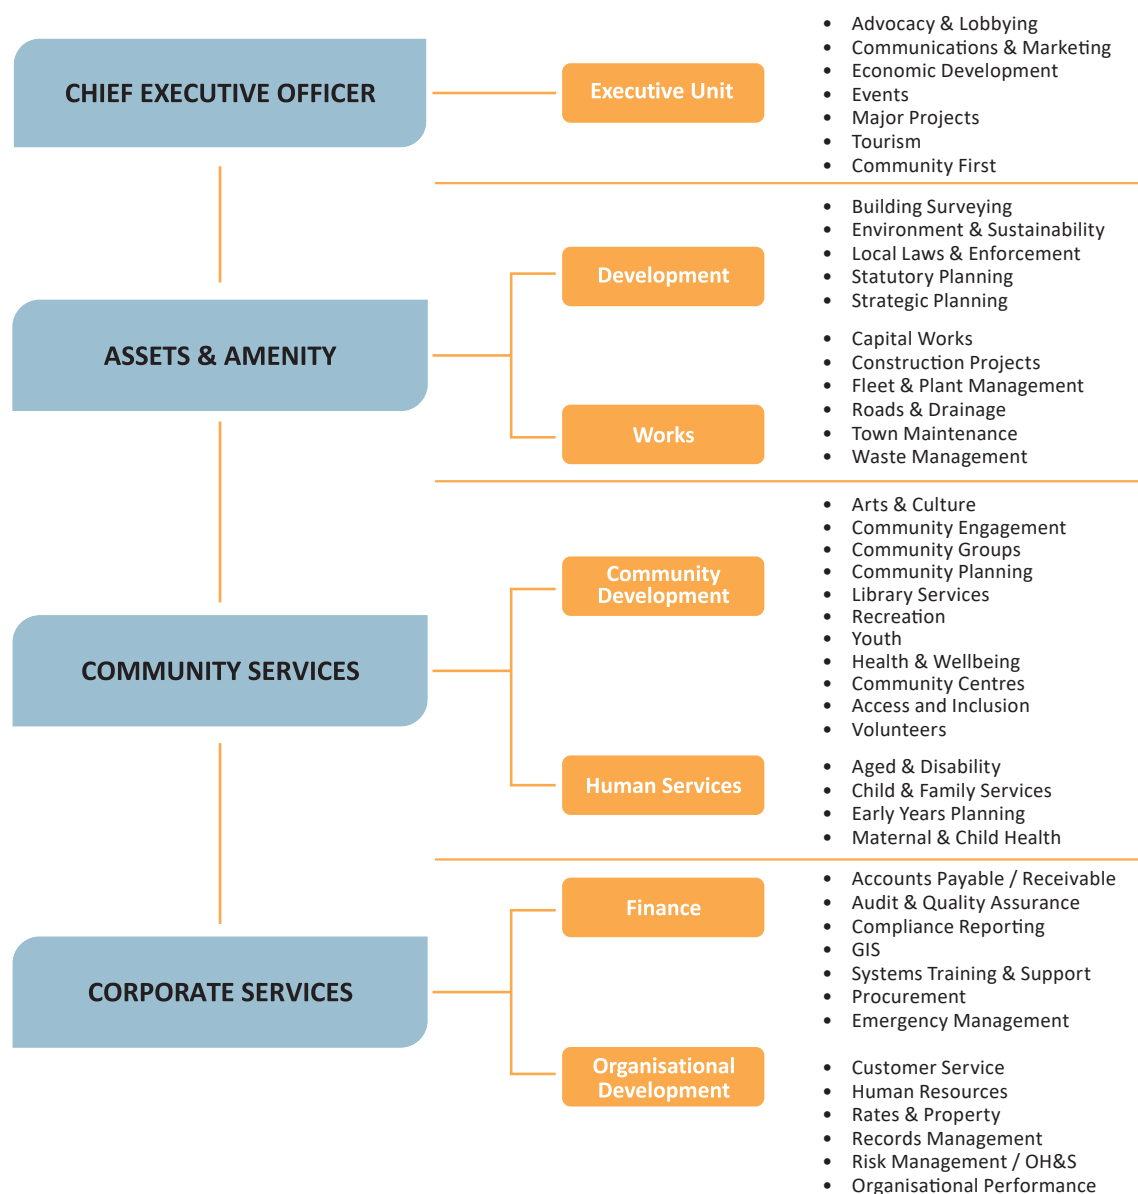 CHIEF EXECUTIVE OFFICER
Executive Unit
• Advocacy & Lobbying
• Communications & Marketing
• Economic Development
• Events
• Major Projects
• Tourism
• Community First
ASSETS & AMENITY
Development
• Building Surveying
• Environment & Sustainability
• Local Laws & Enforcement
• Statutory Planning
• Strategic Planning
Works
• Capital Works
• Construction Projects
• Fleet & Plant Management
• Roads & Drainage
• Town Maintenance
• Waste Management
COMMUNITY SERVICES
Community
Development
• Arts & Culture
• Community Engagement
• Community Groups
• Community Planning
• Library Services
• Recreation
• Youth
• Health & Wellbeing
• Community Centres
• Access and Inclusion
• Volunteers
Human Services
• Aged & Disability
• Child & Family Services
• Early Years Planning
• Maternal & Child Health
CORPORATE SERVICES
Finance
• Accounts Payable / Receivable
• Audit & Quality Assurance
• Compliance Reporting
• GIS
• Systems Training & Support
• Procurement
• Emergency Management
Organisational
Development
• Customer Service
• Human Resources
• Rates & Property
• Records Management
• Risk Management / OH&S
• Organisational Performance